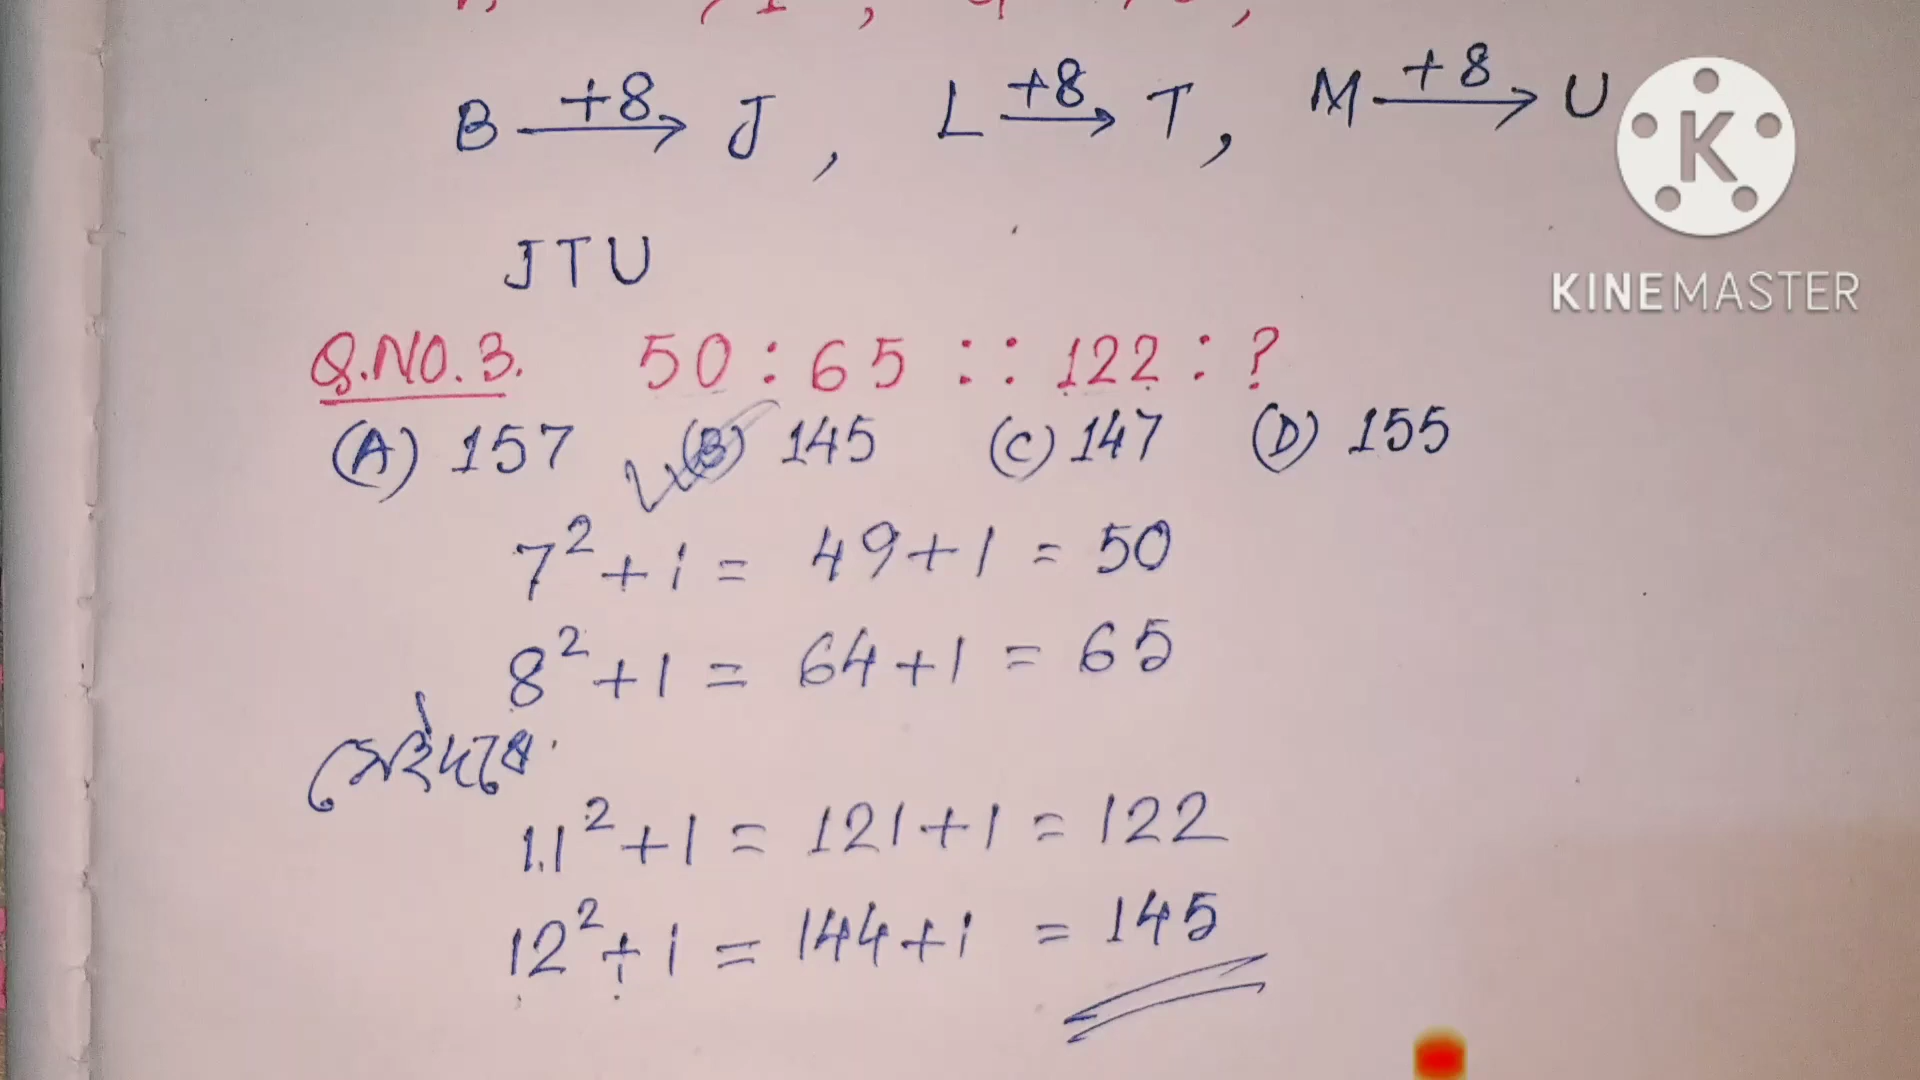 B +8→ J, L +8→ T, M +8→ U
JTU
KINEMASTER
Q.NO.3. 50 : 65 :: 122 : ?
(A) 157 (B) 145 (C) 147 (D) 155
7² + 1 = 49 + 1 = 50
8² + 1 = 64 + 1 = 65
সেইদৰে
11² + 1 = 121 + 1 = 122
12² + 1 = 144 + 1 = 145